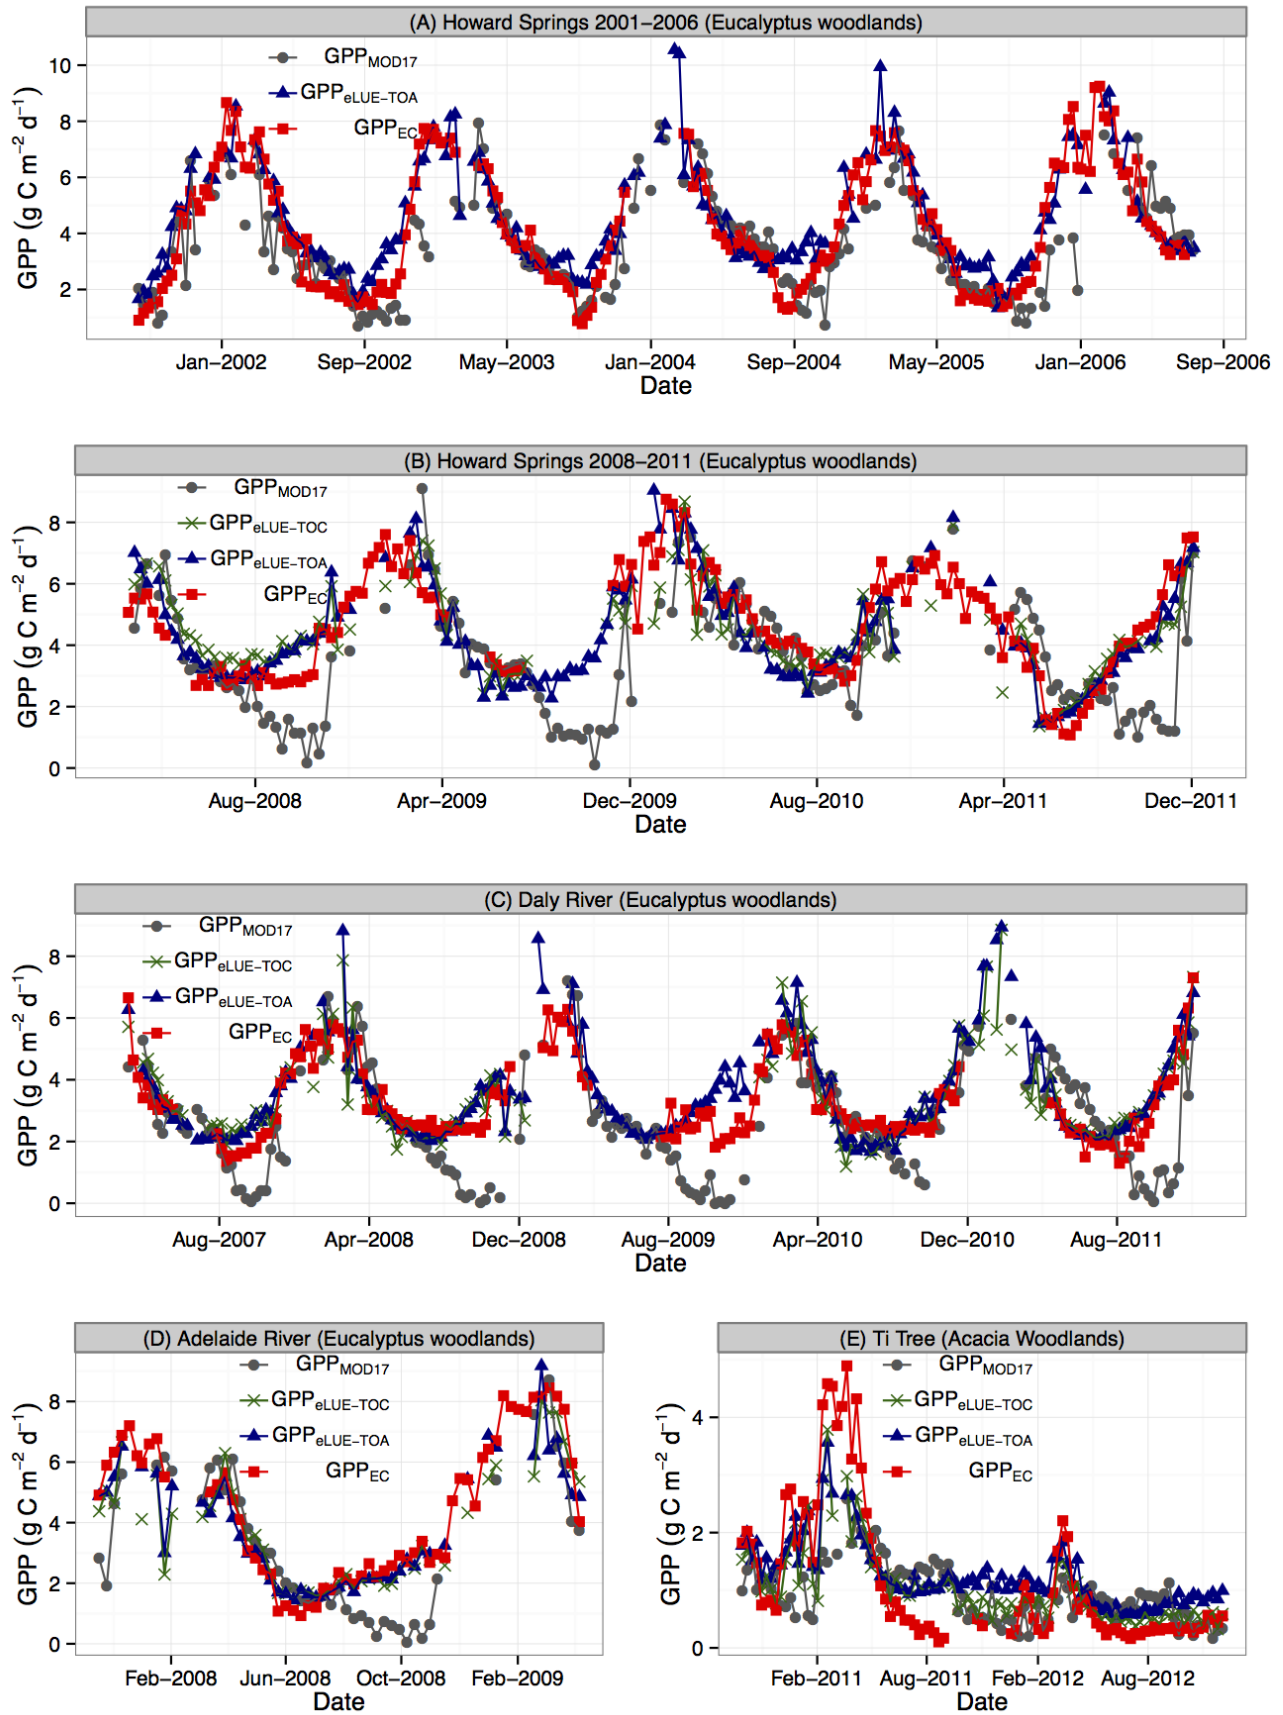 (A) Howard Springs 2001−2006 (Eucalyptus woodlands)
GPP (g C m−2 d−1)
10
8
6
4
2
GPPMOD17
GPPeLUE−TOA
GPPEC
Jan−2002
Sep−2002
May−2003
Jan−2004
Sep−2004
May−2005
Jan−2006
Sep−2006
Date
(B) Howard Springs 2008−2011 (Eucalyptus woodlands)
GPP (g C m−2 d−1)
8
6
4
2
0
GPPMOD17
GPPeLUE−TOC
GPPeLUE−TOA
GPPEC
Aug−2008
Apr−2009
Dec−2009
Aug−2010
Apr−2011
Dec−2011
Date
(C) Daly River (Eucalyptus woodlands)
GPP (g C m−2 d−1)
8
6
4
2
0
GPPMOD17
GPPeLUE−TOC
GPPeLUE−TOA
GPPEC
Aug−2007
Apr−2008
Dec−2008
Aug−2009
Apr−2010
Dec−2010
Aug−2011
Date
(D) Adelaide River (Eucalyptus woodlands)
GPP (g C m−2 d−1)
8
6
4
2
0
GPPMOD17
GPPeLUE−TOC
GPPeLUE−TOA
GPPEC
Feb−2008
Jun−2008
Oct−2008
Feb−2009
Date
(E) Ti Tree (Acacia Woodlands)
GPP (g C m−2 d−1)
4
2
0
GPPMOD17
GPPeLUE−TOC
GPPeLUE−TOA
GPPEC
Feb−2011
Aug−2011
Feb−2012
Aug−2012
Date